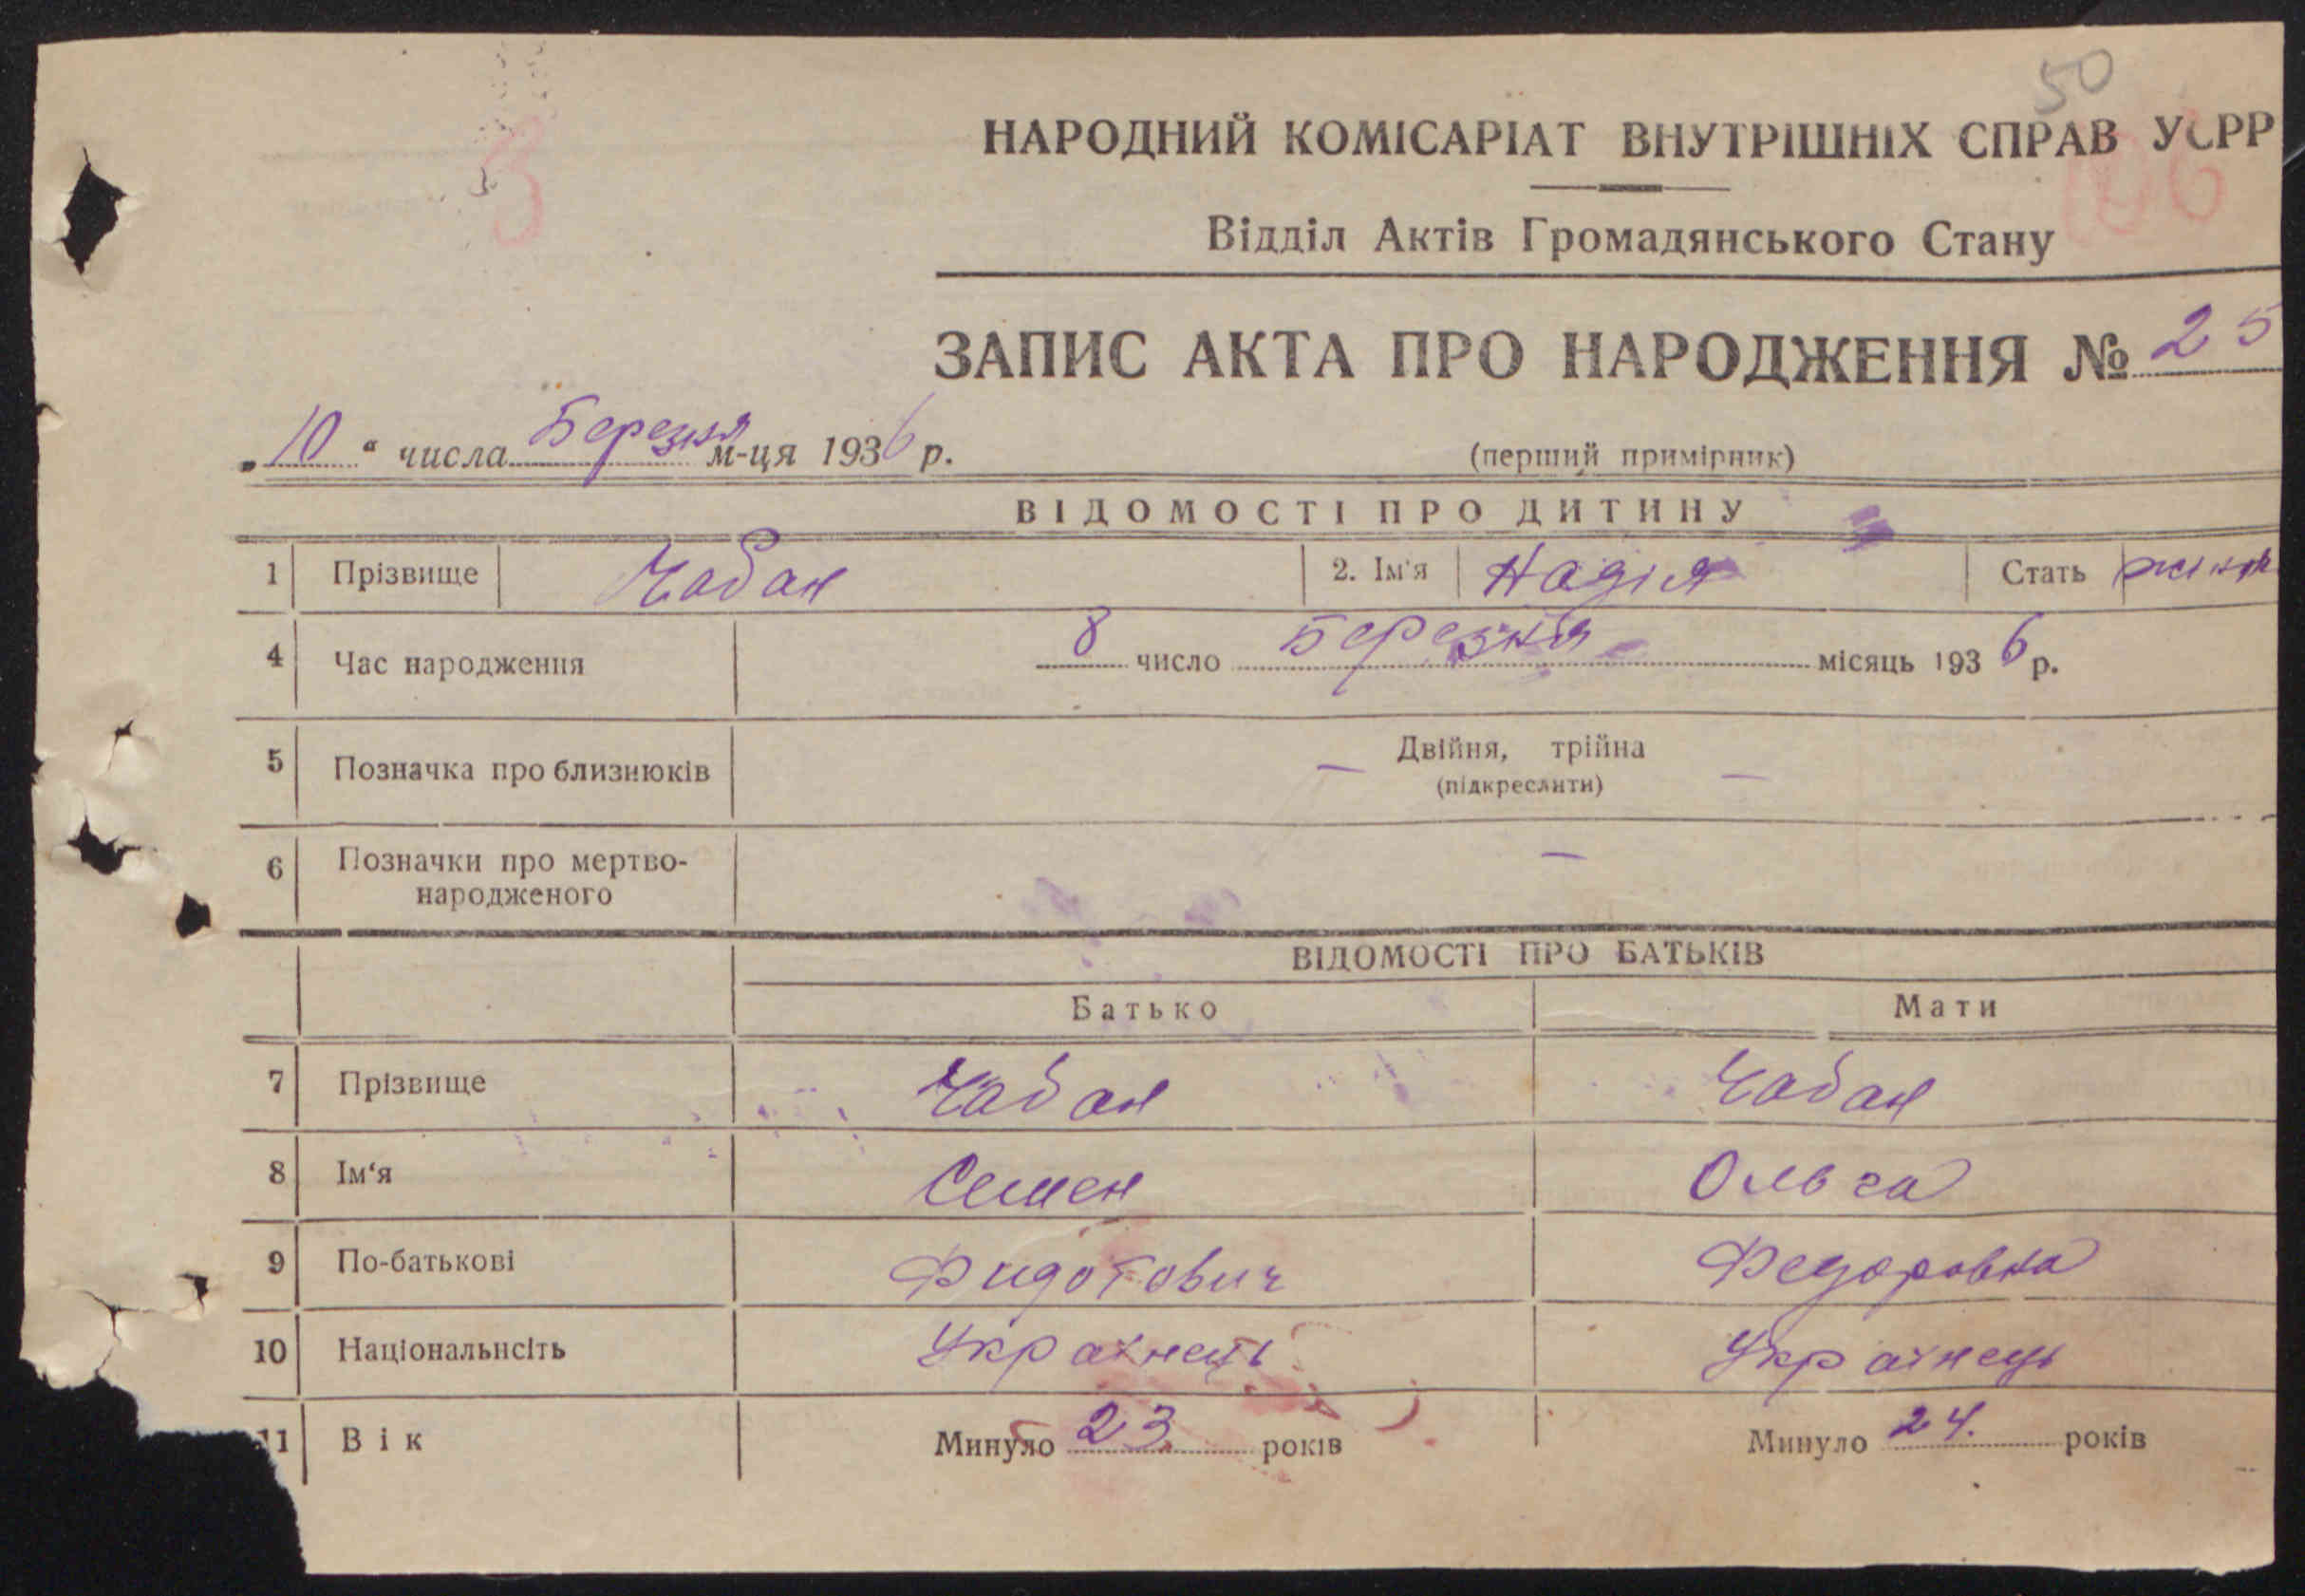 50
НАРОДНИЙ КОМІСАРІАТ ВНУТРІШНІХ СПРАВ УСРР
3
106
Відділ Актів Громадянського Стану
ЗАПИС АКТА ПРО НАРОДЖЕННЯ № 25
„10“ числа Березня м-ця 1936 р.
(перший примірник)
ВІДОМОСТІ ПРО ДИТИНУ
1 Прізвище Чабан 2. Ім'я Надія Стать
4 Час народження 8 число Березня місяць 1936 р.
5 Позначка про близнюків — Двійня, трійна —
(підкреслити)
6 Позначки про мертво- —
народженого
ВІДОМОСТІ ПРО БАТЬКІВ
Батько Мати
7 Прізвище Чабан Чабан
8 Ім‘я Семен Ольга
9 По-батькові Фидотович Федоровна
10 Національнсіть Українець Українець
11 Вік Минуло 23 років Минуло 24. років